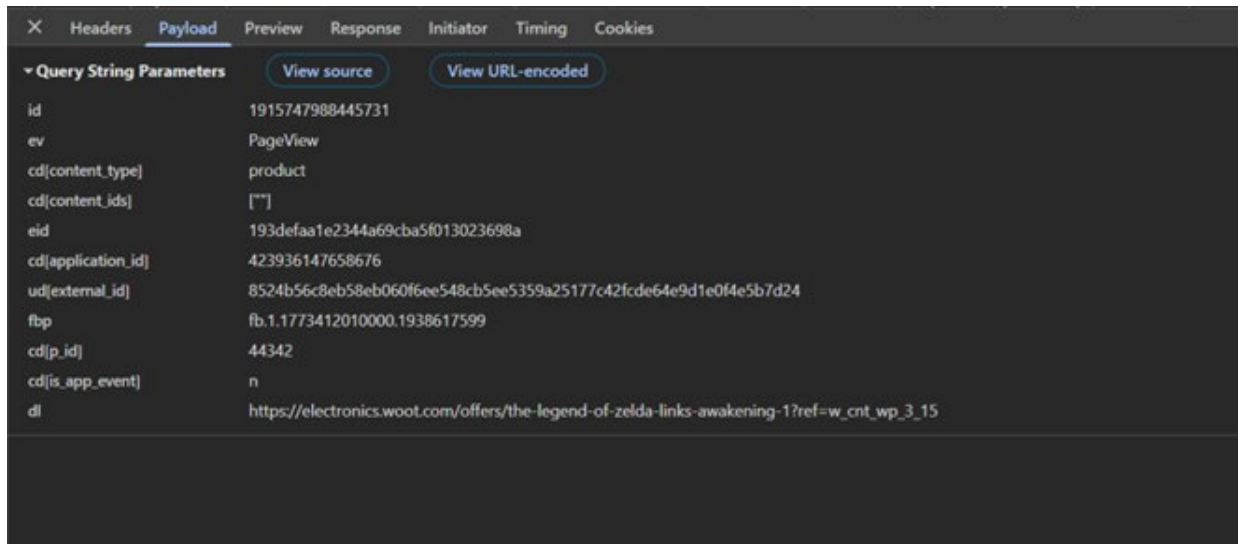 × Headers Payload Preview Response Initiator Timing Cookies
Query String Parameters View source View URL-encoded
id 1915747988445731
ev PageView
cd[content_type] product
cd[content_ids] [""]
eid 193defaa1e2344a69cba5f013023698a
cd[application_id] 423936147658676
ud[external_id] 8524b56c8eb58eb060f6ee548cb5ee5359a25177c42fcde64e9d1e0f4e5b7d24
fbp fb.1.1773412010000.1938617599
cd[p_id] 44342
cd[is_app_event] n
dl https://electronics.woot.com/offers/the-legend-of-zelda-links-awakening-1?ref=w_cnt_wp_3_15